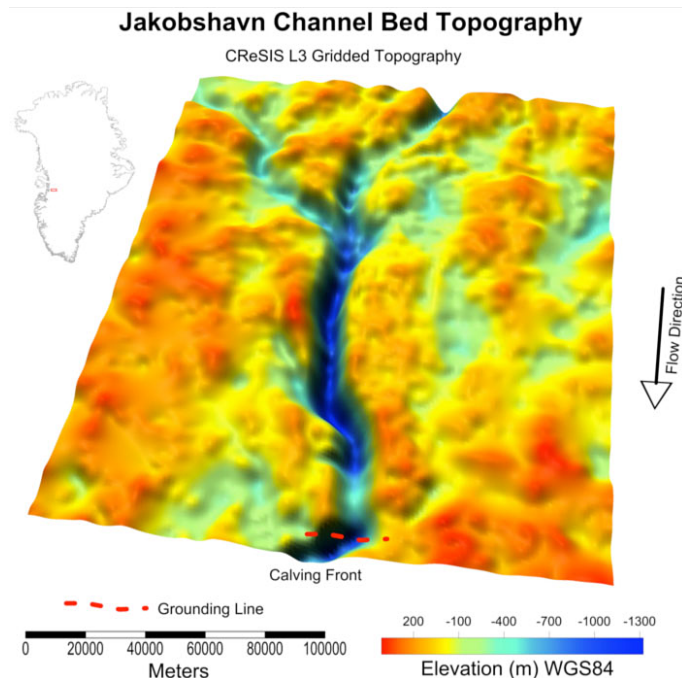 Jakobshavn Channel Bed Topography
CReSIS L3 Gridded Topography
Flow Direction
Calving Front
Grounding Line
0 20000 40000 60000 80000 100000
Meters
200 -100 -400 -700 -1000 -1300
Elevation (m) WGS84